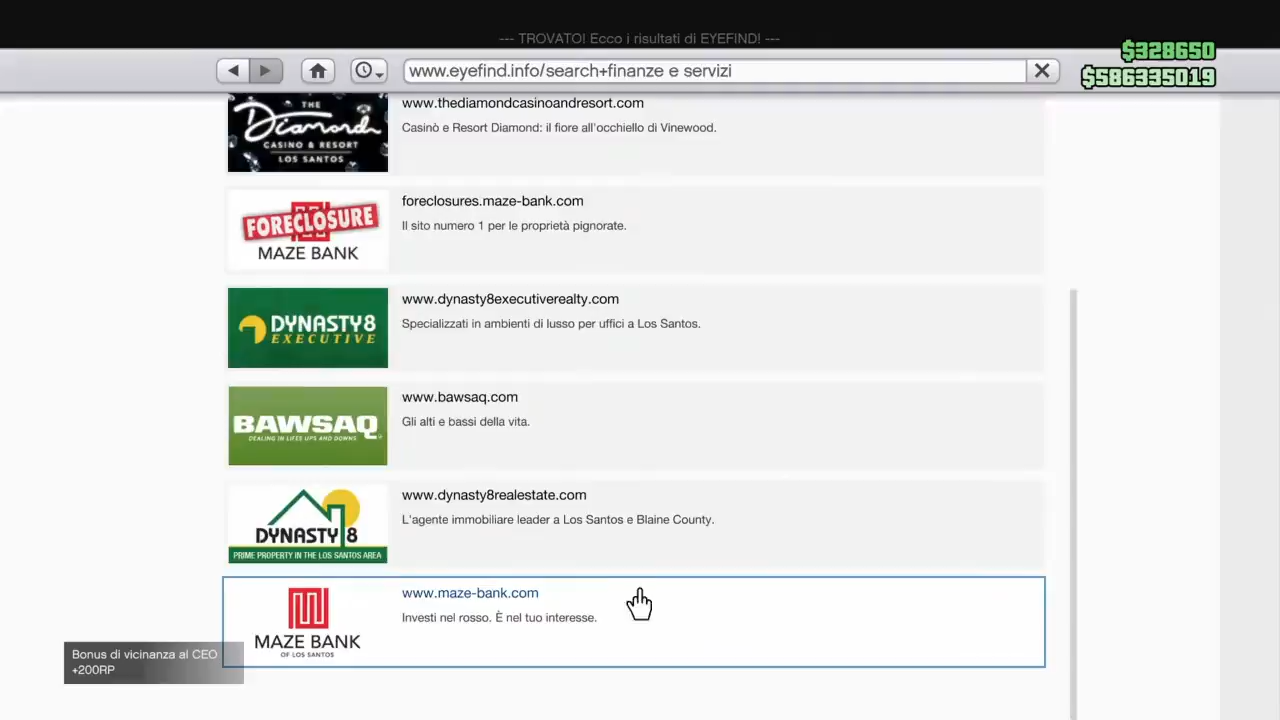 --- TROVATO! Ecco i risultati di EYEFIND! ---
$328650
www.eyefind.info/search+finanze e servizi
$586335019
THE
Diamond
CASINO & RESORT
LOS SANTOS
www.thediamondcasinoandresort.com
Casinò e Resort Diamond: il fiore all'occhiello di Vinewood.
FORECLOSURE
MAZE BANK
foreclosures.maze-bank.com
Il sito numero 1 per le proprietà pignorate.
DYNASTY8
EXECUTIVE
www.dynasty8executiverealty.com
Specializzati in ambienti di lusso per uffici a Los Santos.
BAWSAQ
DEALING IN LIFES UPS AND DOWNS
www.bawsaq.com
Gli alti e bassi della vita.
DYNASTY 8
PRIME PROPERTY IN THE LOS SANTOS AREA
www.dynasty8realestate.com
L'agente immobiliare leader a Los Santos e Blaine County.
MAZE BANK
OF LOS SANTOS
www.maze-bank.com
Investi nel rosso. È nel tuo interesse.
Bonus di vicinanza al CEO
+200RP